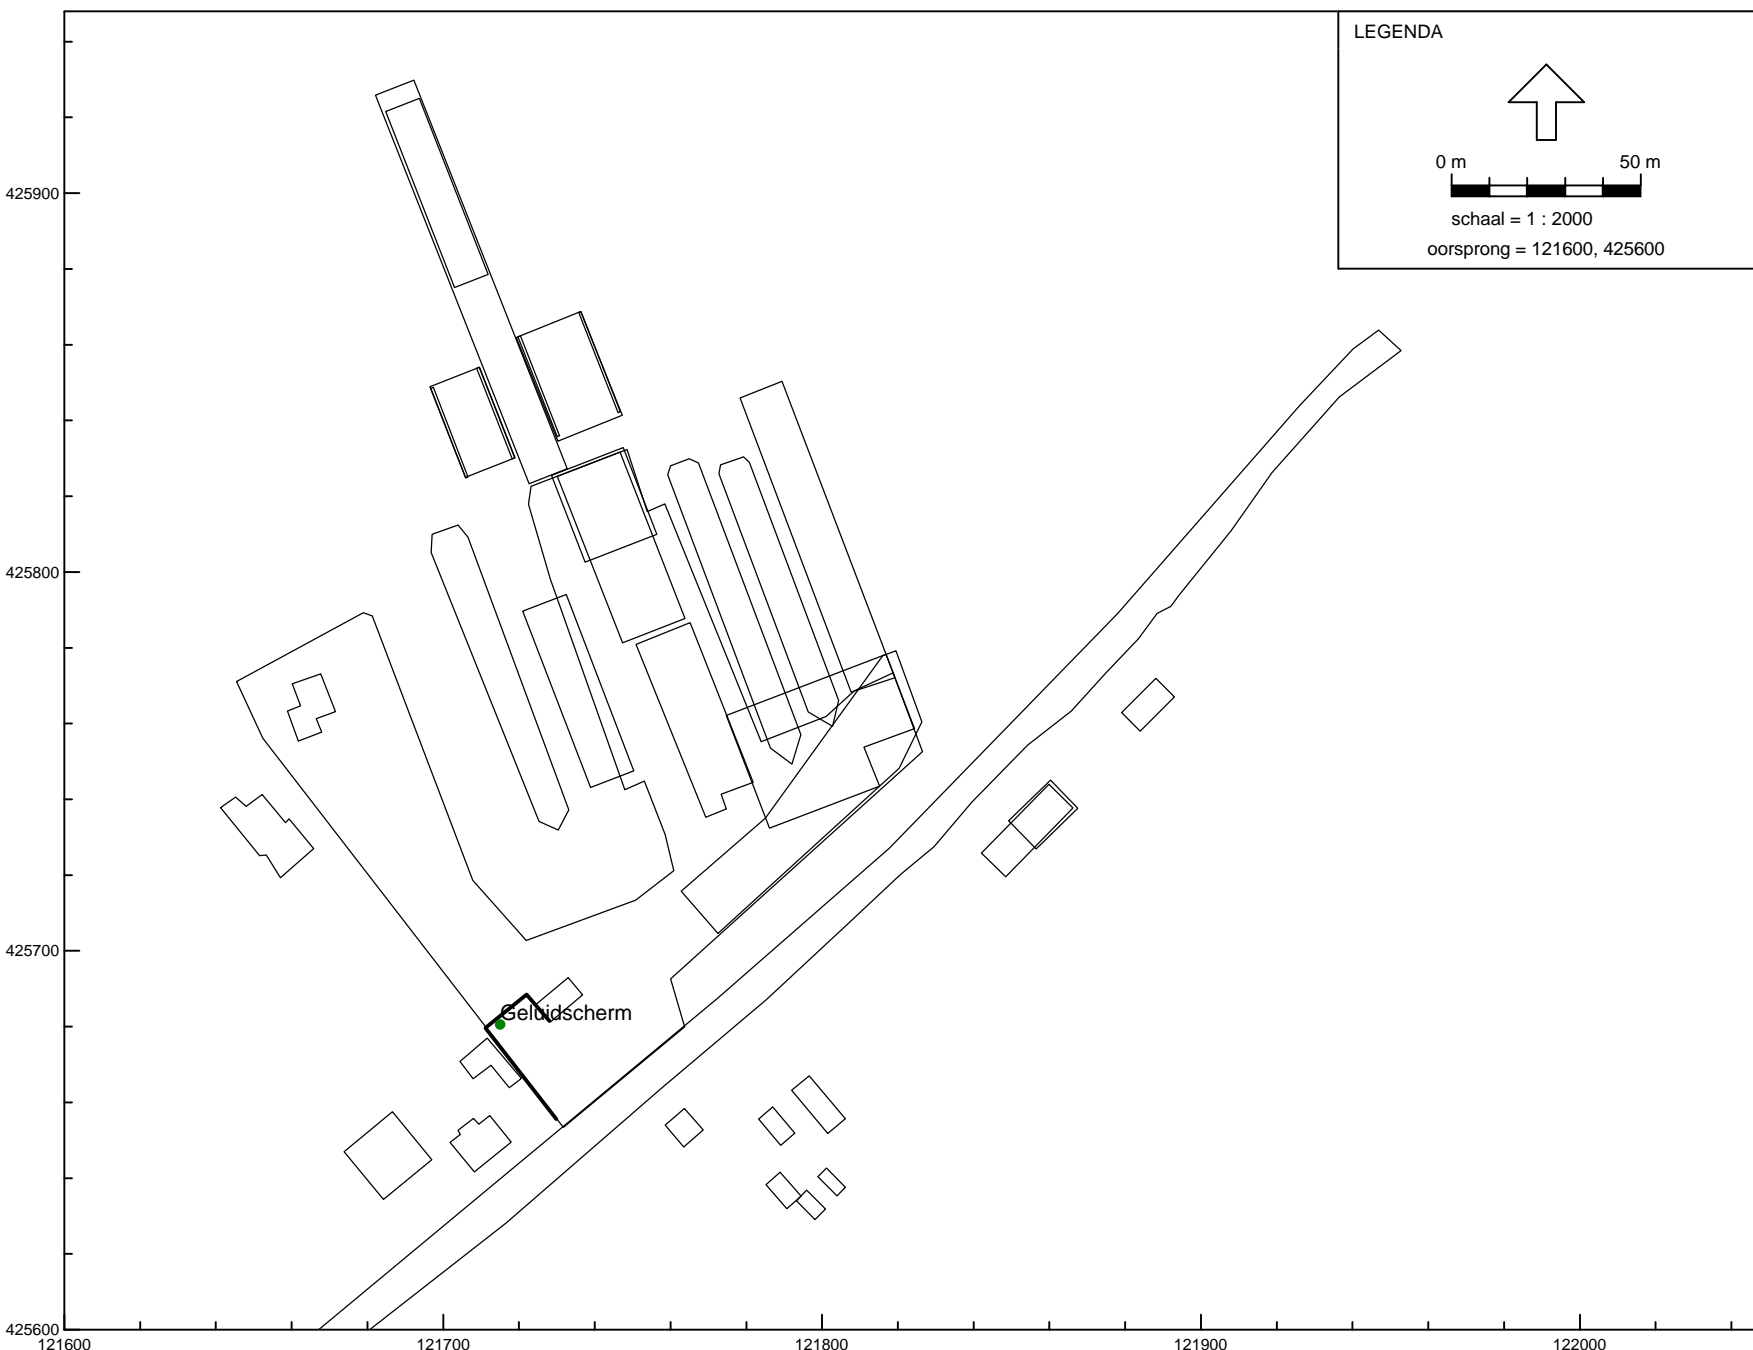 LEGENDA
0 m 50 m
schaal = 1 : 2000
oorsprong = 121600, 425600
425900
425800
425700
Geluidscherm
425600
121600 121700 121800 121900 122000